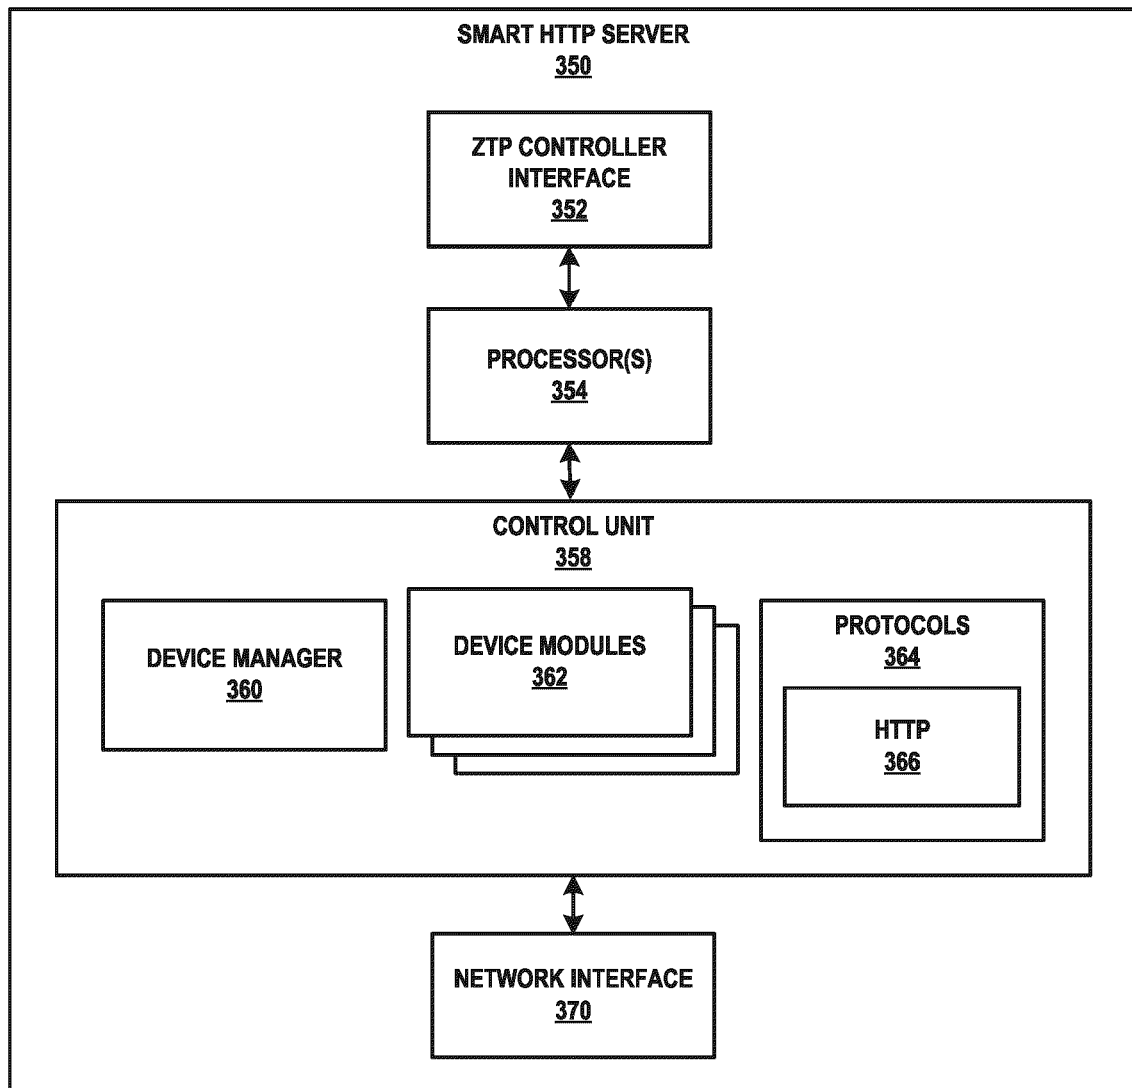 SMART HTTP SERVER
350
ZTP CONTROLLER
INTERFACE
352
PROCESSOR(S)
354
CONTROL UNIT
358
DEVICE MANAGER
360
DEVICE MODULES
362
PROTOCOLS
364
HTTP
366
NETWORK INTERFACE
370